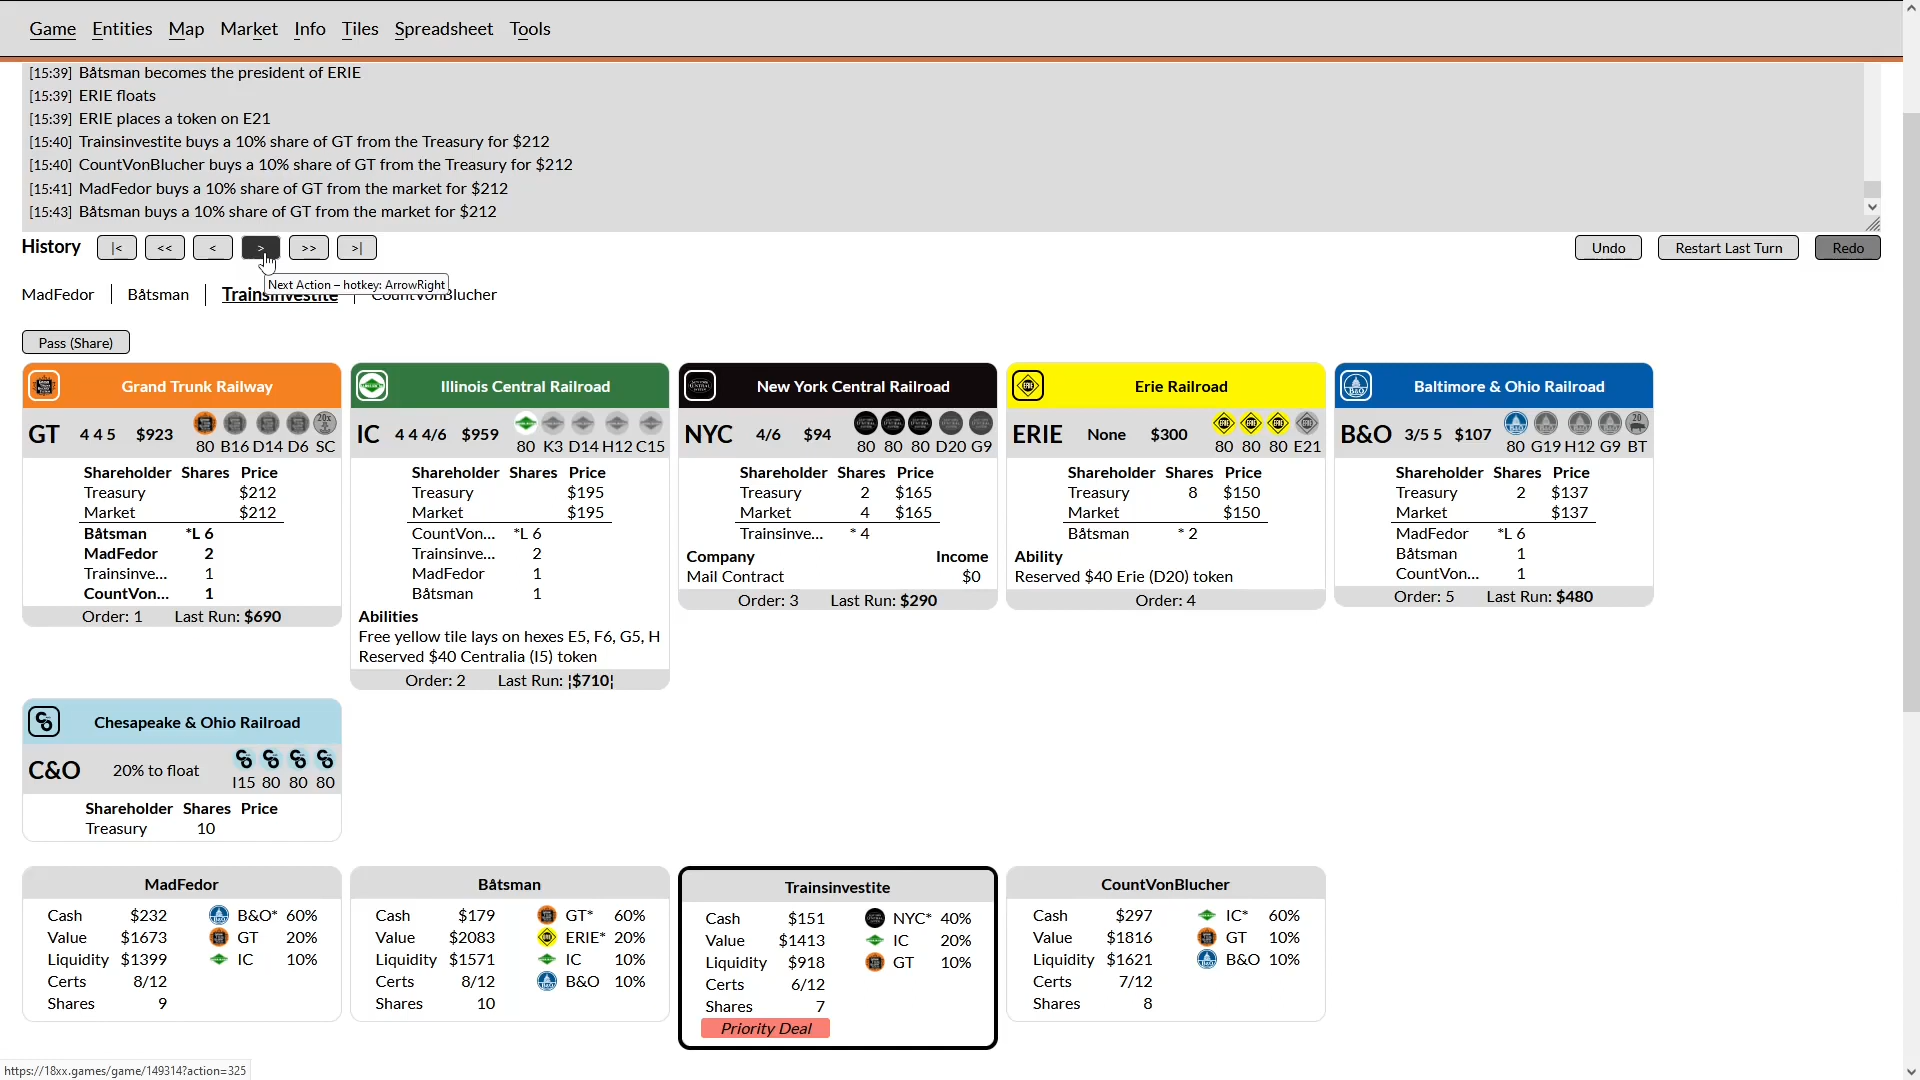 Game Entities Map Market Info Tiles Spreadsheet Tools
[15:39] Båtsman becomes the president of ERIE
[15:39] ERIE floats
[15:39] ERIE places a token on E21
[15:40] Trainsinvestite buys a 10% share of GT from the Treasury for $212
[15:40] CountVonBlucher buys a 10% share of GT from the Treasury for $212
[15:41] MadFedor buys a 10% share of GT from the market for $212
[15:43] Båtsman buys a 10% share of GT from the market for $212
History |< << < > >> >| Undo Restart Last Turn Redo
Next Action – hotkey: ArrowRight
MadFedor Båtsman Trainsinvestite CountVonBlucher
Pass (Share)
Grand Trunk Railway
GT 4 4 5 $923 80 B16 D14 D6 SC
Shareholder Shares Price
Treasury $212
Market $212
Båtsman *L 6
MadFedor 2
Trainsinve... 1
CountVon... 1
Order: 1 Last Run: $690
Illinois Central Railroad
IC 4 4 4/6 $959 80 K3 D14 H12 C15
Shareholder Shares Price
Treasury $195
Market $195
CountVon... *L 6
Trainsinve... 2
MadFedor 1
Båtsman 1
Abilities
Free yellow tile lays on hexes E5, F6, G5, H
Reserved $40 Centralia (I5) token
Order: 2 Last Run: ¦$710¦
New York Central Railroad
NYC 4/6 $94 80 80 80 D20 G9
Shareholder Shares Price
Treasury 2 $165
Market 4 $165
Trainsinve... * 4
Company Income
Mail Contract $0
Order: 3 Last Run: $290
Erie Railroad
ERIE None $300 80 80 80 E21
Shareholder Shares Price
Treasury 8 $150
Market $150
Båtsman * 2
Ability
Reserved $40 Erie (D20) token
Order: 4
Baltimore & Ohio Railroad
B&O 3/5 5 $107 80 G19 H12 G9 BT
Shareholder Shares Price
Treasury 2 $137
Market $137
MadFedor *L 6
Båtsman 1
CountVon... 1
Order: 5 Last Run: $480
Chesapeake & Ohio Railroad
C&O 20% to float I15 80 80 80
Shareholder Shares Price
Treasury 10
MadFedor
Cash $232 B&O* 60%
Value $1673 GT 20%
Liquidity $1399 IC 10%
Certs 8/12
Shares 9
Båtsman
Cash $179 GT* 60%
Value $2083 ERIE* 20%
Liquidity $1571 IC 10%
Certs 8/12 B&O 10%
Shares 10
Trainsinvestite
Cash $151 NYC* 40%
Value $1413 IC 20%
Liquidity $918 GT 10%
Certs 6/12
Shares 7
Priority Deal
CountVonBlucher
Cash $297 IC* 60%
Value $1816 GT 10%
Liquidity $1621 B&O 10%
Certs 7/12
Shares 8
https://18xx.games/game/149314?action=325